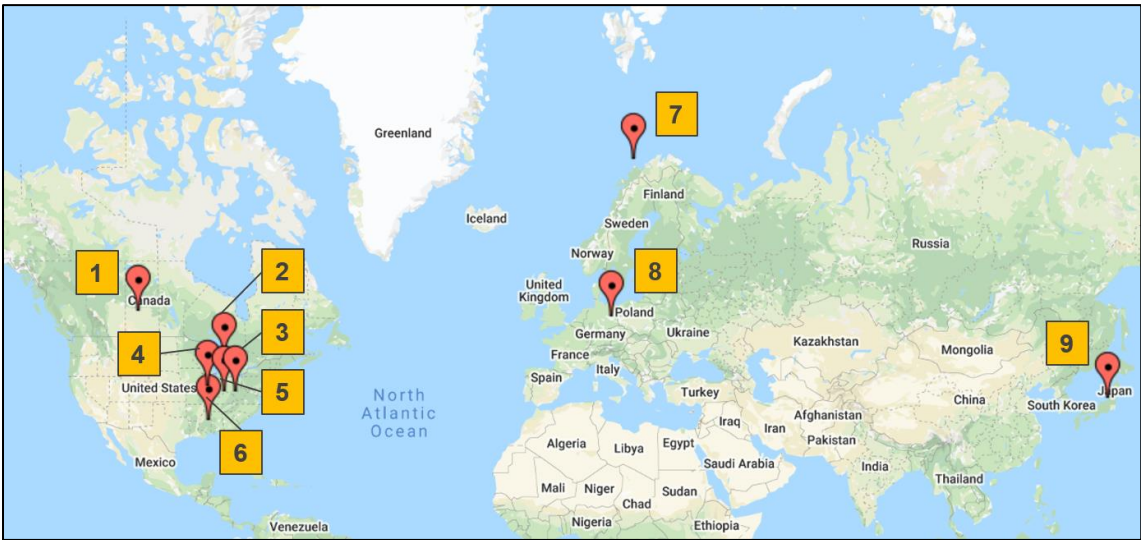 7
Greenland
Finland
Iceland
Sweden
Russia
Norway
1
2
8
Canada
United
Kingdom
Poland
Germany
Ukraine
3
4
9
Kazakhstan
Mongolia
France
Italy
Spain
United States
5
Japan
North
Atlantic
Ocean
Turkey
China
South Korea
6
Iraq
Iran
Afghanistan
Pakistan
Algeria
Libya
Egypt
Saudi Arabia
Mexico
India
Thailand
Mali
Niger
Chad
Sudan
Venezuela
Nigeria
Ethiopia